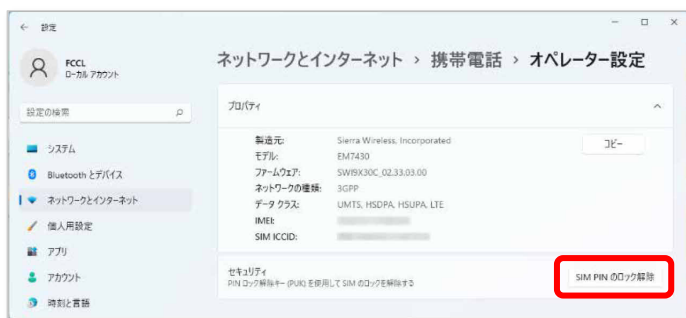 ← 設定
FCCL
ローカル アカウント
設定の検索
システム
Bluetooth とデバイス
ネットワークとインターネット
個人用設定
アプリ
アカウント
時刻と言語
ネットワークとインターネット › 携帯電話 › オペレーター設定
プロパティ
製造元: Sierra Wireless, Incorporated
コピー
モデル: EM7430
ファームウェア: SWI9X30C_02.33.03.00
ネットワークの種類: 3GPP
データ クラス: UMTS, HSDPA, HSUPA, LTE
IMEI:
SIM ICCID:
セキュリティ
PIN ロック解除キー (PUK) を使用して SIM のロックを解除する
SIM PIN のロック解除